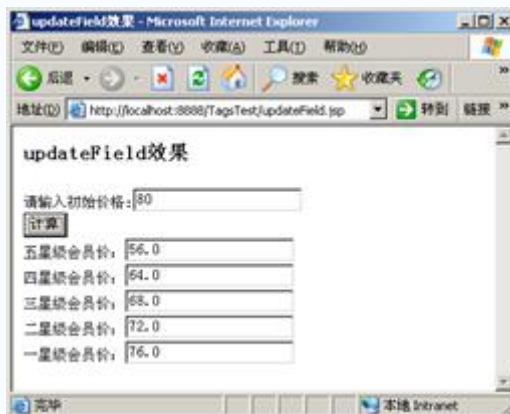 updateField效果 - Microsoft Internet Explorer
文件(F) 编辑(E) 查看(V) 收藏(A) 工具(T) 帮助(H)
后退 搜索 收藏夹
地址(D) http://localhost:8888/TagsTest/updateField.jsp 转到 链接
updateField效果
请输入初始价格:80
计算
五星级会员价: 56.0
四星级会员价: 64.0
三星级会员价: 68.0
二星级会员价: 72.0
一星级会员价: 76.0
完毕 本地 Intranet